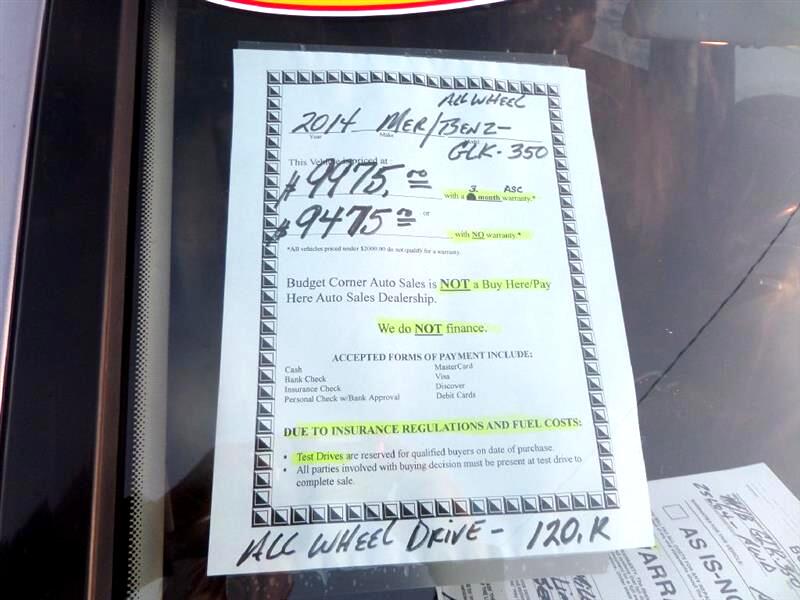 ALL WHEEL
2014 MER/BENZ-
Year Make
GLK-350
This Vehicle is priced at
$9975.00 with a 3 month warranty.* ASC
or
$9475.00 with NO warranty.*
*All vehicles priced under $2000.00 do not qualify for a warranty.
Budget Corner Auto Sales is NOT a Buy Here/Pay
Here Auto Sales Dealership.
We do NOT finance.
ACCEPTED FORMS OF PAYMENT INCLUDE:
Cash MasterCard
Bank Check Visa
Insurance Check Discover
Personal Check w/Bank Approval Debit Cards
DUE TO INSURANCE REGULATIONS AND FUEL COSTS:
• Test Drives are reserved for qualified buyers on date of purchase.
• All parties involved with buying decision must be present at test drive to
complete sale.
ALL WHEEL DRIVE - 120.K
M/B GLK 350
AS IS-N